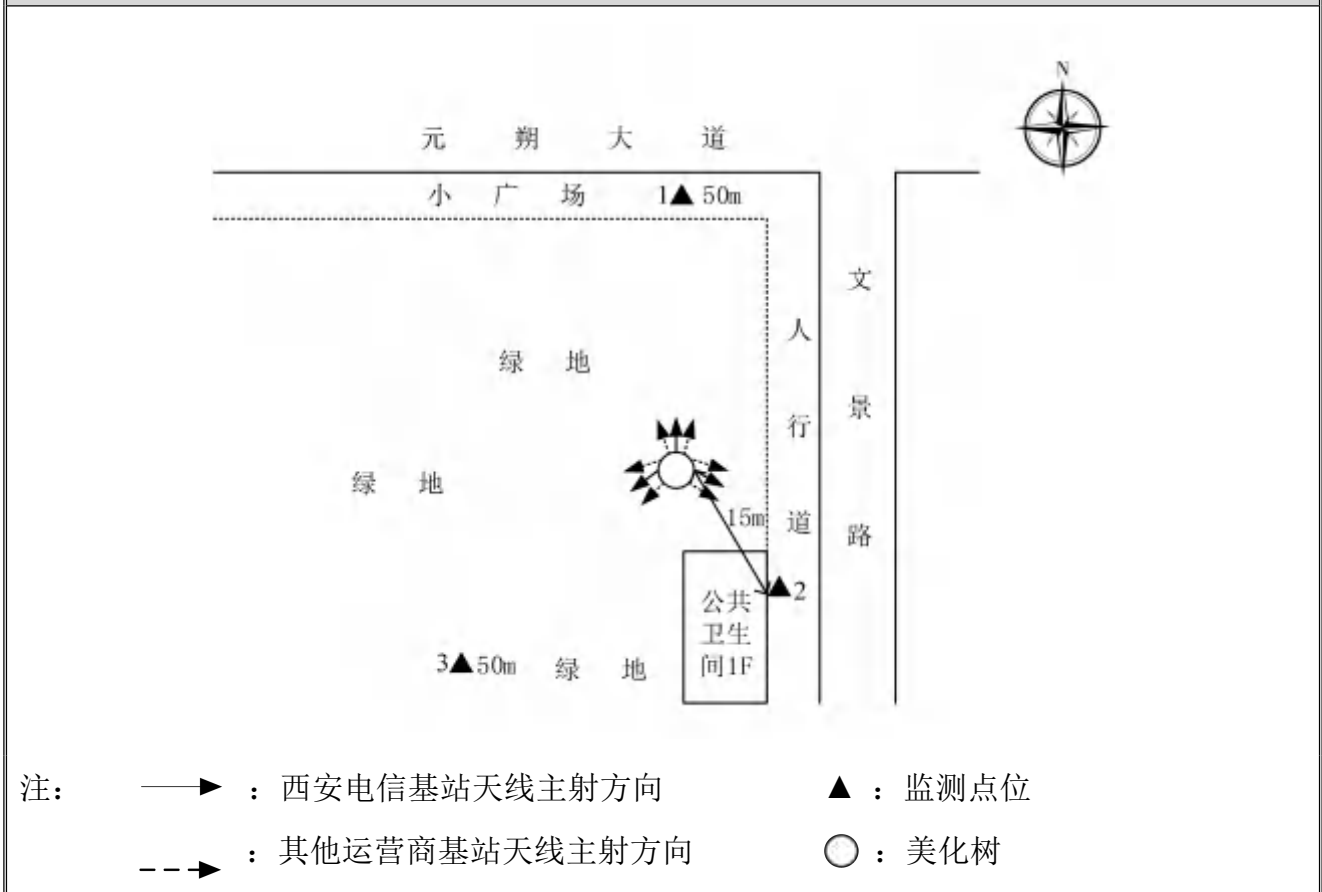 N
元 朔 大 道
小 广 场 1▲ 50m
文景路
人行道
绿 地
绿 地
15m
▲2
公共
卫生
间1F
3▲50m 绿 地
注： ：西安电信基站天线主射方向 ▲：监测点位
：其他运营商基站天线主射方向 ：美化树